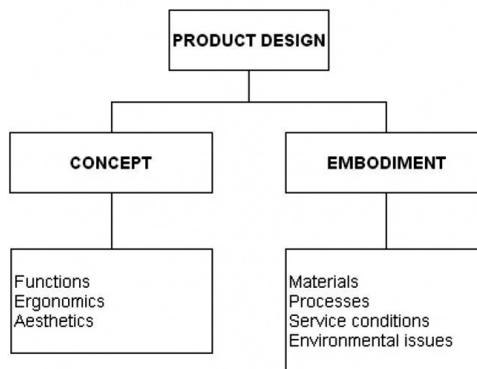 PRODUCT DESIGN
CONCEPT
EMBODIMENT
Functions
Ergonomics
Aesthetics
Materials
Processes
Service conditions
Environmental issues